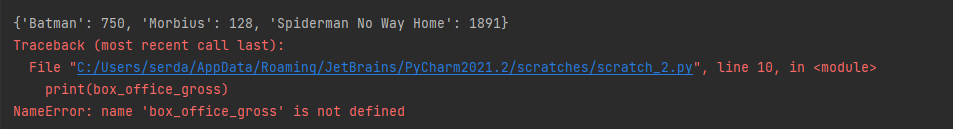 {'Batman': 750, 'Morbius': 128, 'Spiderman No Way Home': 1891}
Traceback (most recent call last):
  File "C:/Users/serda/AppData/Roaming/JetBrains/PyCharm2021.2/scratches/scratch_2.py", line 10, in <module>
    print(box_office_gross)
NameError: name 'box_office_gross' is not defined